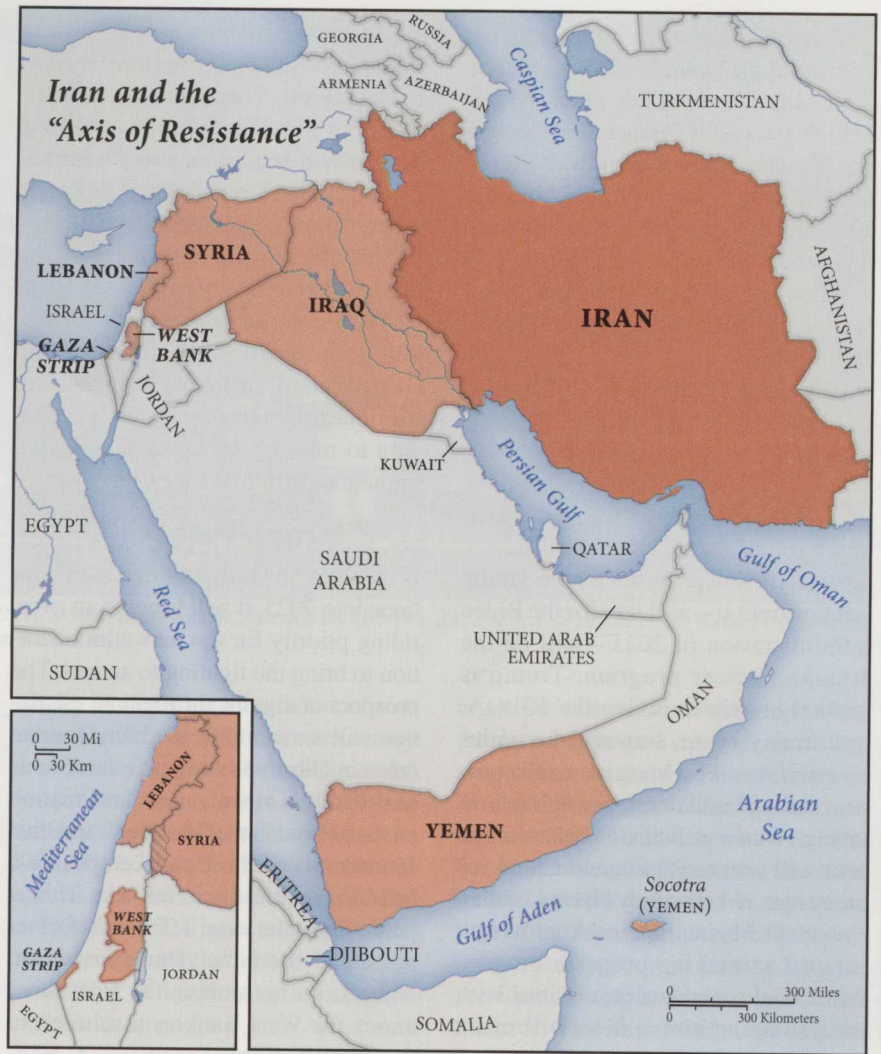 Iran and the
"Axis of Resistance"
GEORGIA
RUSSIA
ARMENIA
AZERBAIJAN
Caspian Sea
TURKMENISTAN
AFGHANISTAN
SYRIA
LEBANON
ISRAEL
WEST
BANK
GAZA
STRIP
JORDAN
IRAQ
IRAN
KUWAIT
Persian Gulf
QATAR
Gulf of Oman
EGYPT
SAUDI
ARABIA
Red Sea
UNITED ARAB
EMIRATES
OMAN
SUDAN
YEMEN
Arabian
Sea
ERITREA
Gulf of Aden
Socotra
(YEMEN)
DJIBOUTI
SOMALIA
0 300 Miles
0 300 Kilometers
0 30 Mi
0 30 Km
LEBANON
Mediterranean
Sea
SYRIA
WEST
BANK
GAZA
STRIP
ISRAEL
JORDAN
EGYPT